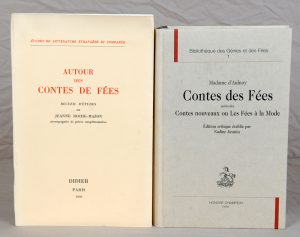 ÉTUDES DE LITTÉRATURE ÉTRANGÈRE ET COMPARÉE
AUTOUR
DES
CONTES DE FÉES
RECUEIL D'ÉTUDES
DE
JEANNE ROCHE-MAZON
accompagnées de pièces complémentaires
DIDIER
PARIS
Bibliothèque des Génies et des Fées
1
Madame d'Aulnoy
Contes des Fées
suivis des
Contes nouveaux ou Les Fées à la Mode
Édition critique établie par
Nadine Jasmin
HONORÉ CHAMPION
PARIS